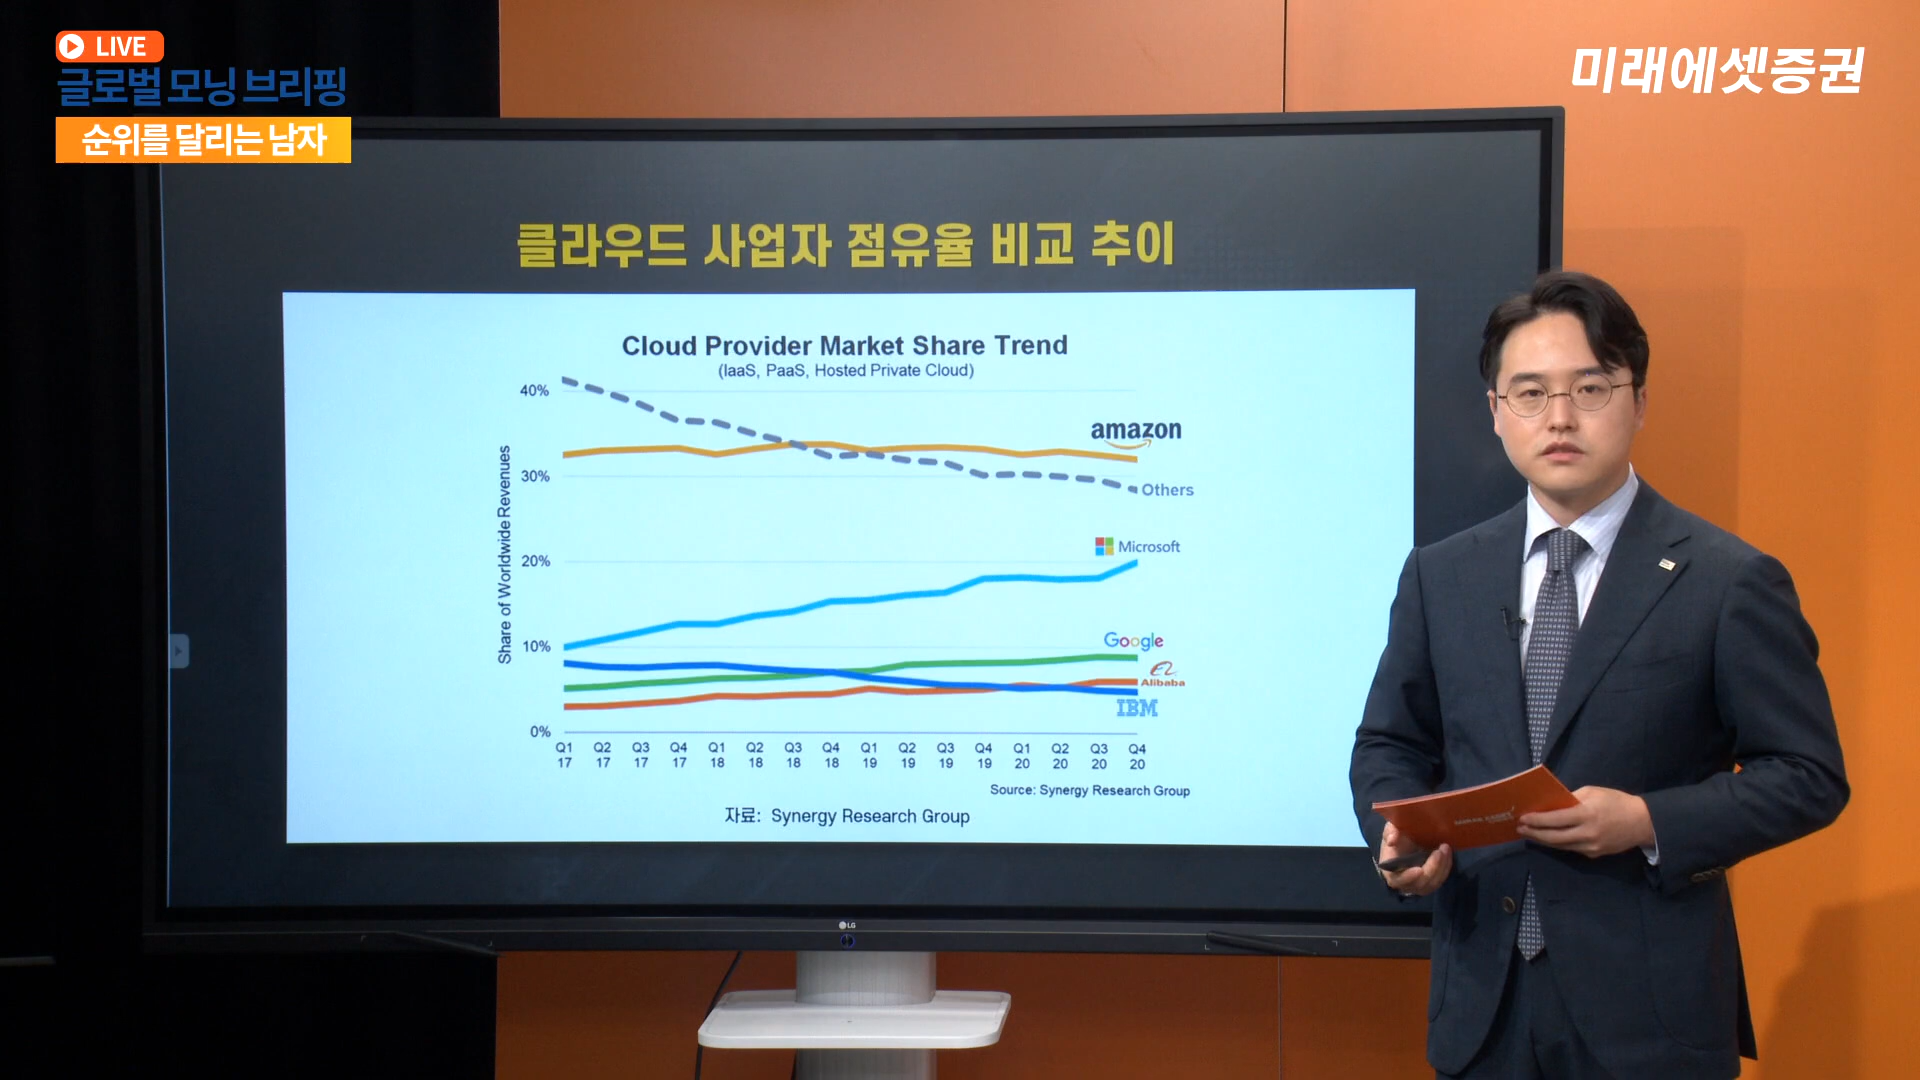 LIVE
글로벌 모닝 브리핑
순위를 달리는 남자
미래에셋증권
클라우드 사업자 점유율 비교 추이
Cloud Provider Market Share Trend
(IaaS, PaaS, Hosted Private Cloud)
Share of Worldwide Revenues
40%
30%
20%
10%
0%
amazon
Others
Microsoft
Google
Alibaba
IBM
Q1 Q2 Q3 Q4 Q1 Q2 Q3 Q4 Q1 Q2 Q3 Q4 Q1 Q2 Q3 Q4
17 17 17 17 18 18 18 18 19 19 19 19 20 20 20 20
Source: Synergy Research Group
자료: Synergy Research Group
LG